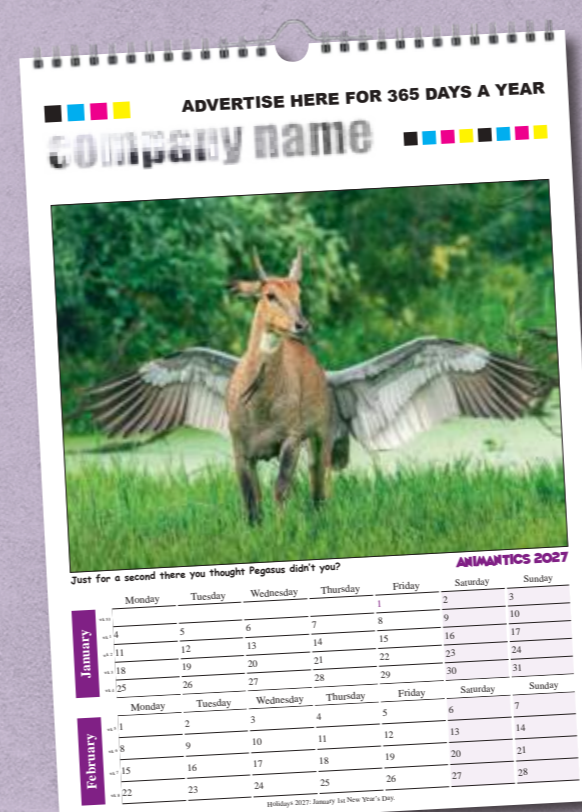 ADVERTISE HERE FOR 365 DAYS A YEAR
company name
Just for a second there you thought Pegasus didn't you?
ANIMANTICS 2027
January
Monday Tuesday Wednesday Thursday Friday Saturday Sunday
1 2 3
4 5 6 7 8 9 10
11 12 13 14 15 16 17
18 19 20 21 22 23 24
25 26 27 28 29 30 31
February
Monday Tuesday Wednesday Thursday Friday Saturday Sunday
1 2 3 4 5 6 7
8 9 10 11 12 13 14
15 16 17 18 19 20 21
22 23 24 25 26 27 28
Holidays 2027: January 1st New Year's Day.